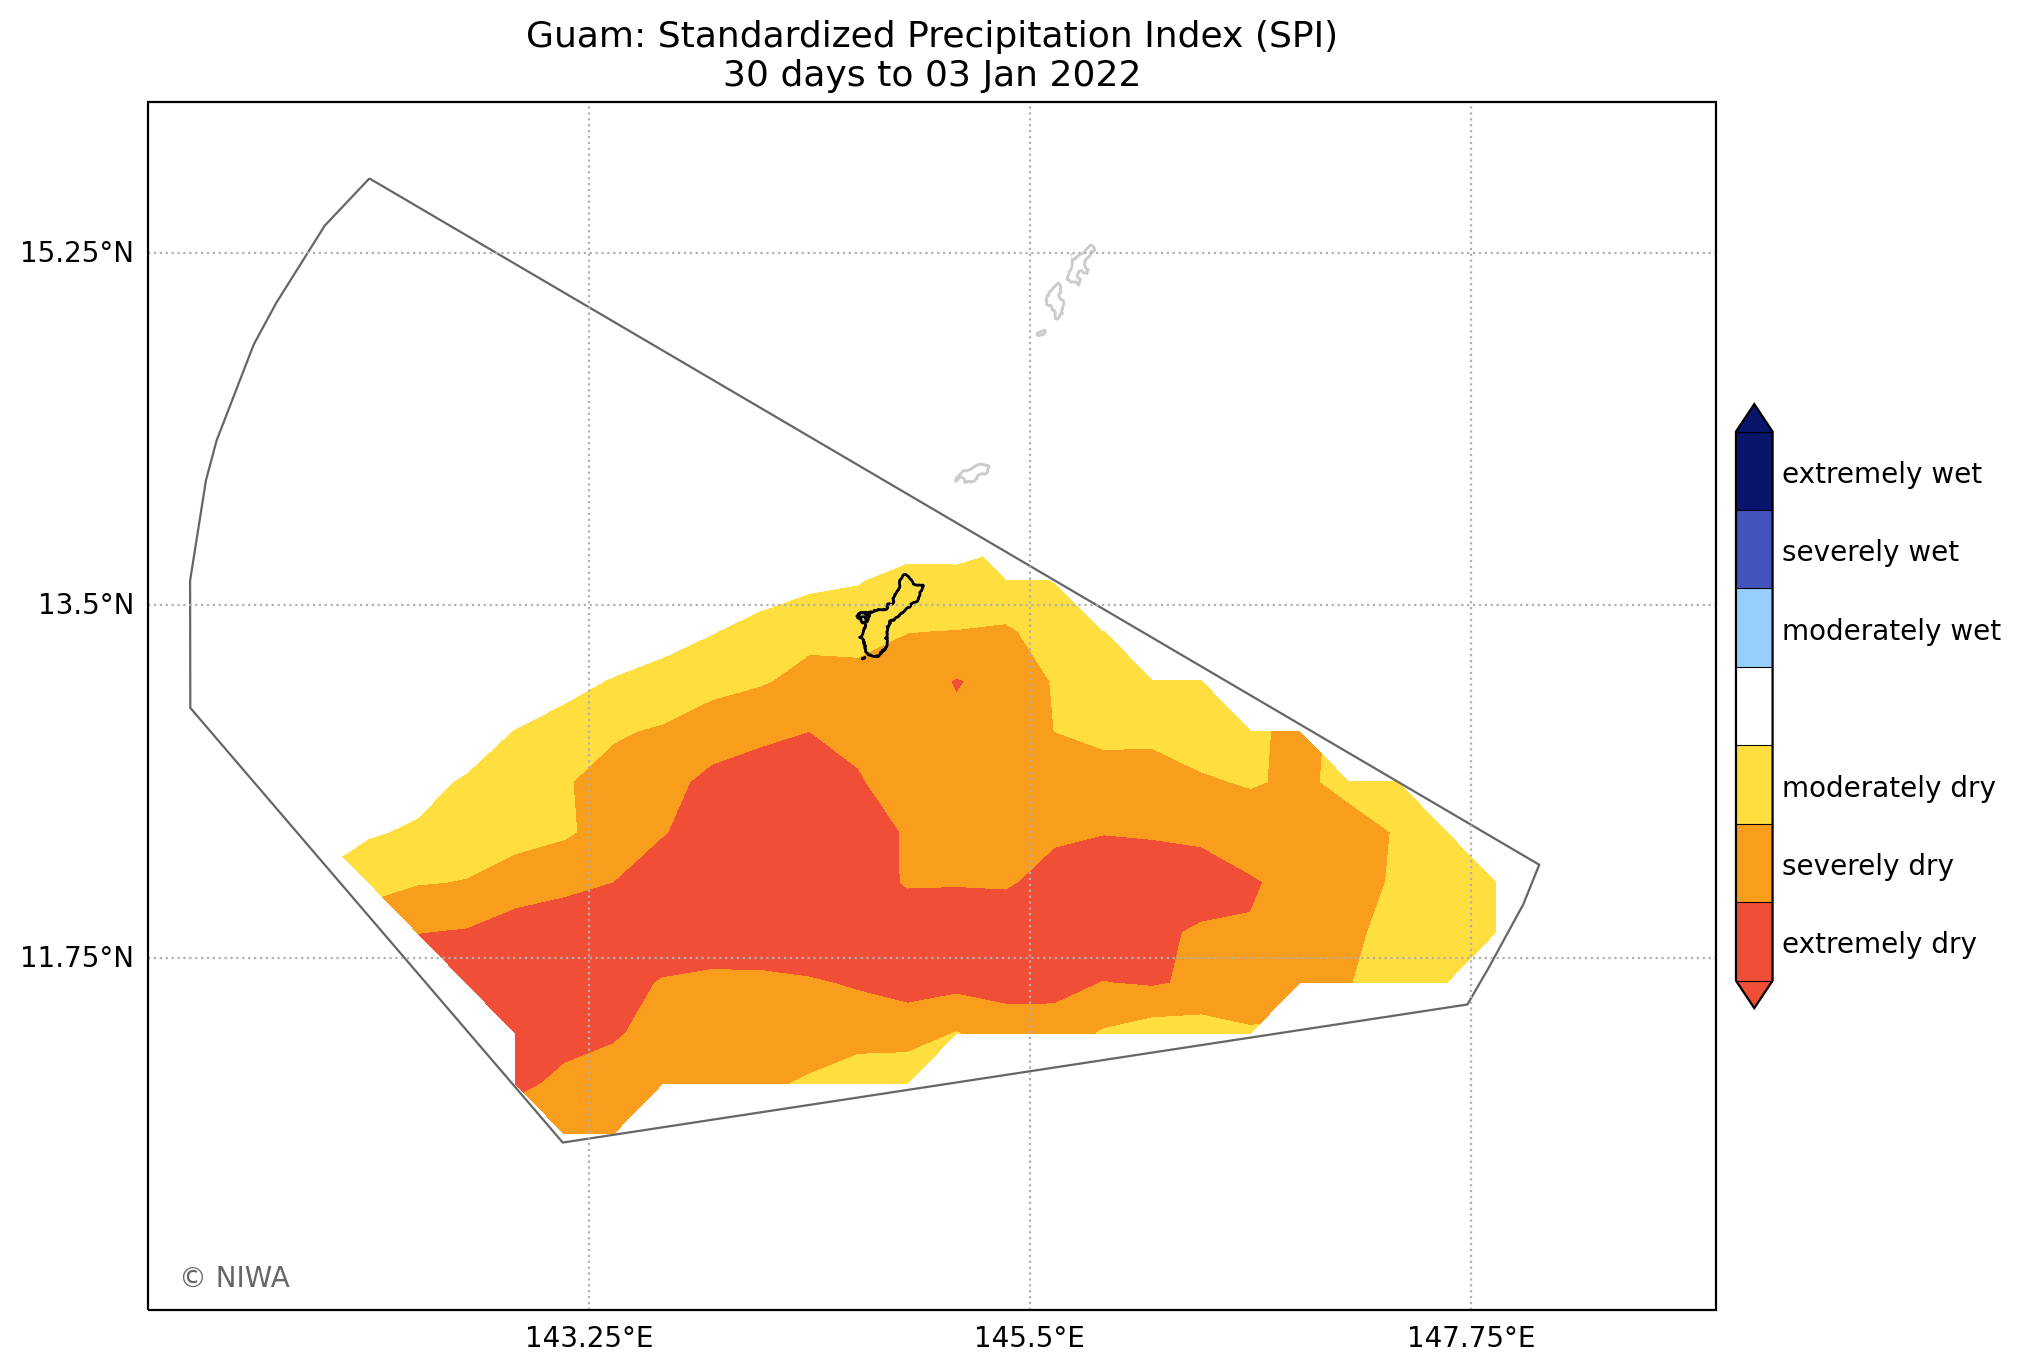 Guam: Standardized Precipitation Index (SPI)
30 days to 03 Jan 2022
15.25°N
13.5°N
11.75°N
143.25°E
145.5°E
147.75°E
extremely wet
severely wet
moderately wet
moderately dry
severely dry
extremely dry
© NIWA